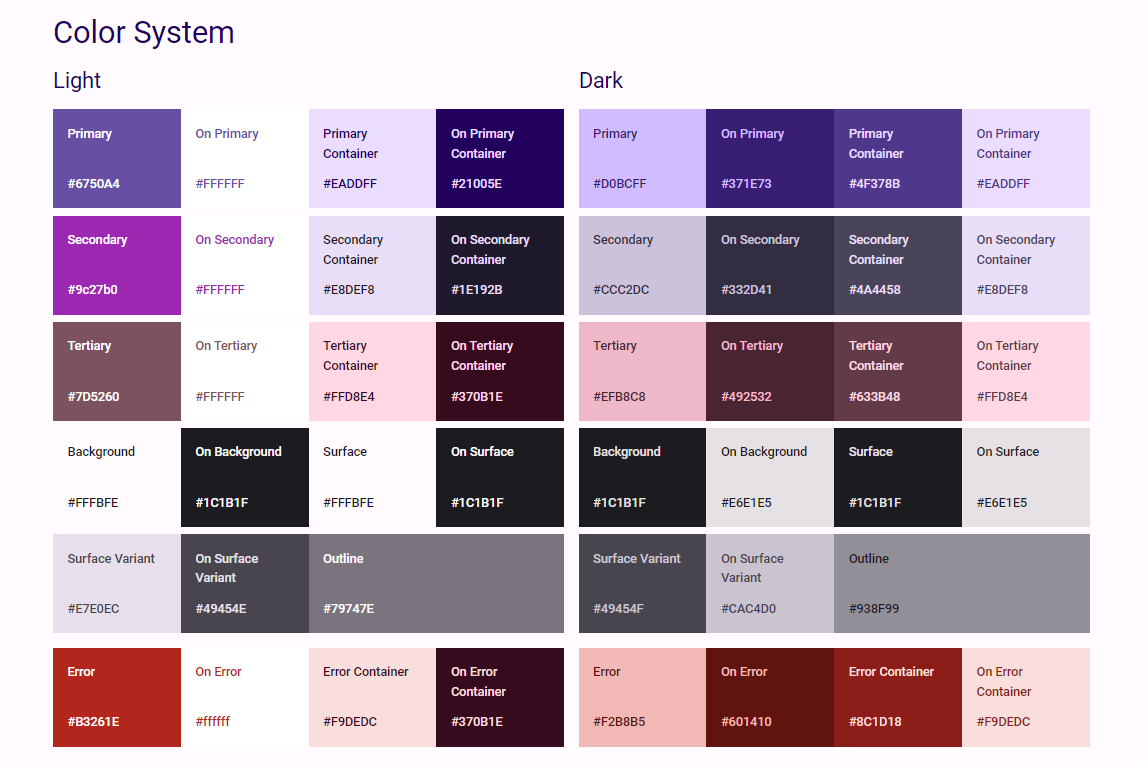 Color System
Light
Primary
#6750A4
On Primary
#FFFFFF
Primary
Container
#EADDFF
On Primary
Container
#21005E
Secondary
#9c27b0
On Secondary
#FFFFFF
Secondary
Container
#E8DEF8
On Secondary
Container
#1E192B
Tertiary
#7D5260
On Tertiary
#FFFFFF
Tertiary
Container
#FFD8E4
On Tertiary
Container
#370B1E
Background
#FFFBFE
On Background
#1C1B1F
Surface
#FFFBFE
On Surface
#1C1B1F
Surface Variant
#E7E0EC
On Surface
Variant
#49454E
Outline
#79747E
Error
#B3261E
On Error
#ffffff
Error Container
#F9DEDC
On Error
Container
#370B1E
Dark
Primary
#D0BCFF
On Primary
#371E73
Primary
Container
#4F378B
On Primary
Container
#EADDFF
Secondary
#CCC2DC
On Secondary
#332D41
Secondary
Container
#4A4458
On Secondary
Container
#E8DEF8
Tertiary
#EFB8C8
On Tertiary
#492532
Tertiary
Container
#633B48
On Tertiary
Container
#FFD8E4
Background
#1C1B1F
On Background
#E6E1E5
Surface
#1C1B1F
On Surface
#E6E1E5
Surface Variant
#49454F
On Surface
Variant
#CAC4D0
Outline
#938F99
Error
#F2B8B5
On Error
#601410
Error Container
#8C1D18
On Error
Container
#F9DEDC